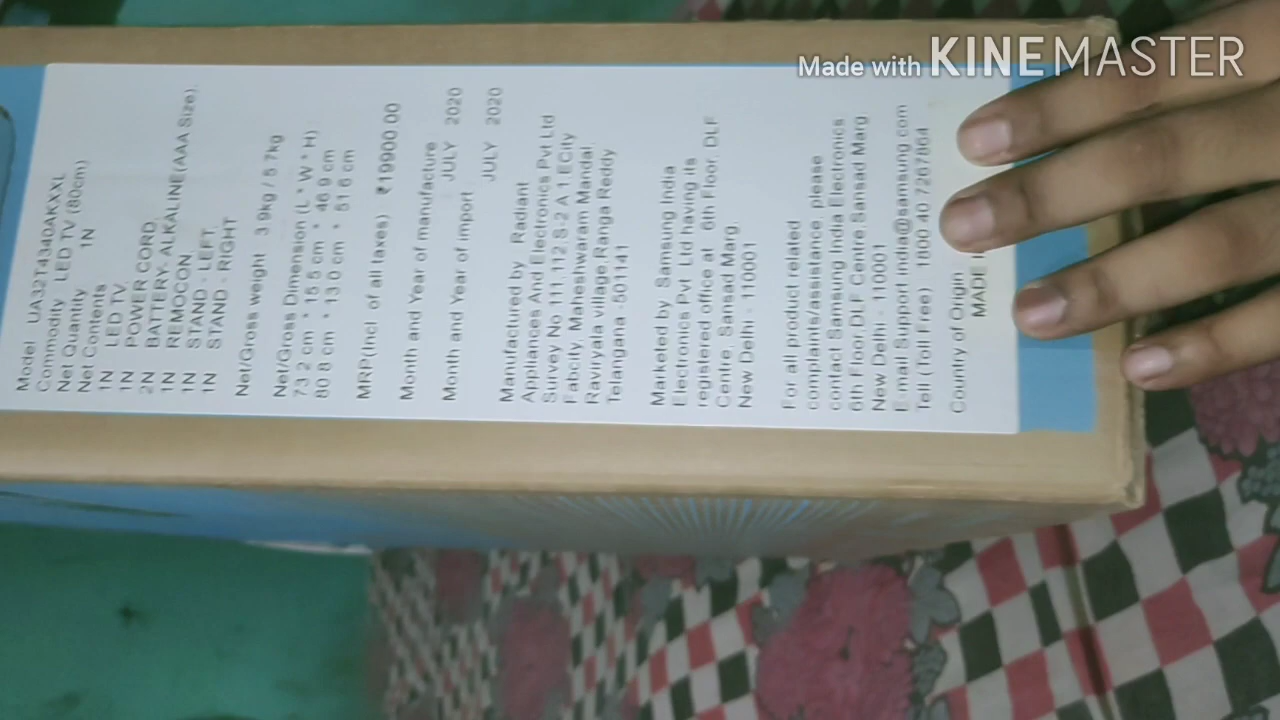 Made with KINEMASTER
Model UA32T4340AKXXL
Commodity LED TV (80cm)
Net Quantity 1N
Net Contents
1N LED TV
1N POWER CORD
2N BATTERY ALKALINE(AAA Size)
1N REMOCON
1N STAND - LEFT
1N STAND - RIGHT
Net/Gross weight 3.9kg / 5.7kg
Net/Gross Dimension (L * W * H)
73.2 cm * 15.5 cm * 46.9 cm
80.8 cm * 13.0 cm * 51.6 cm
MRP(Incl. of all taxes) ₹19900.00
Month and Year of manufacture JULY 2020
Month and Year of import JULY 2020
Manufactured by Radiant
Appliances And Electronics Pvt Ltd
Survey No 111,112 S-2 A 1 ECity
Fabcity, Maheshwaram Mandal,
Raviryala village,Ranga Reddy
Telangana - 501141
Marketed by Samsung India
Electronics Pvt. Ltd having its
registered office at 6th Floor, DLF
Centre, Sansad Marg,
New Delhi - 110001
For all product related
complaints/assistance please
contact Samsung India Electronics
6th Floor DLF Centre Sansad Marg
New Delhi - 110001
Email Support.india@samsung.com
Tell (Toll Free) 1800 40 7267864
Country of Origin
MADE